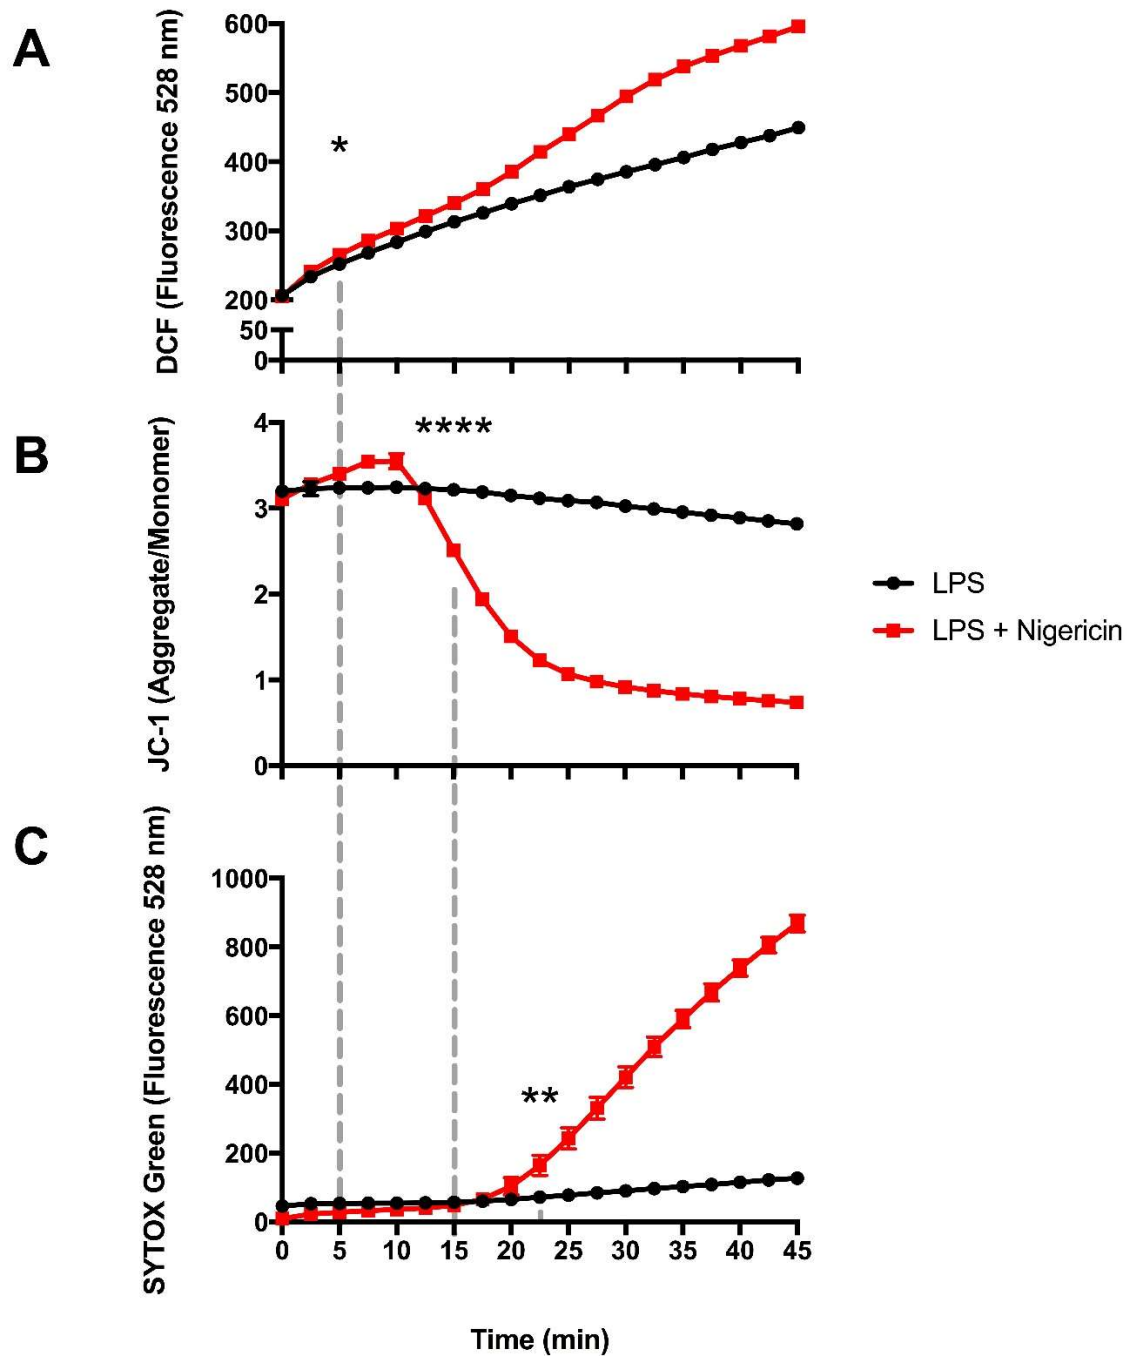 A
DCF (Fluorescence 528 nm)
600
500
400
300
200
50
0
*
B
JC-1 (Aggregate/Monomer)
4
3
2
1
0
****
LPS
LPS + Nigericin
C
SYTOX Green (Fluorescence 528 nm)
1000
800
600
400
200
0
**
0 5 10 15 20 25 30 35 40 45
Time (min)